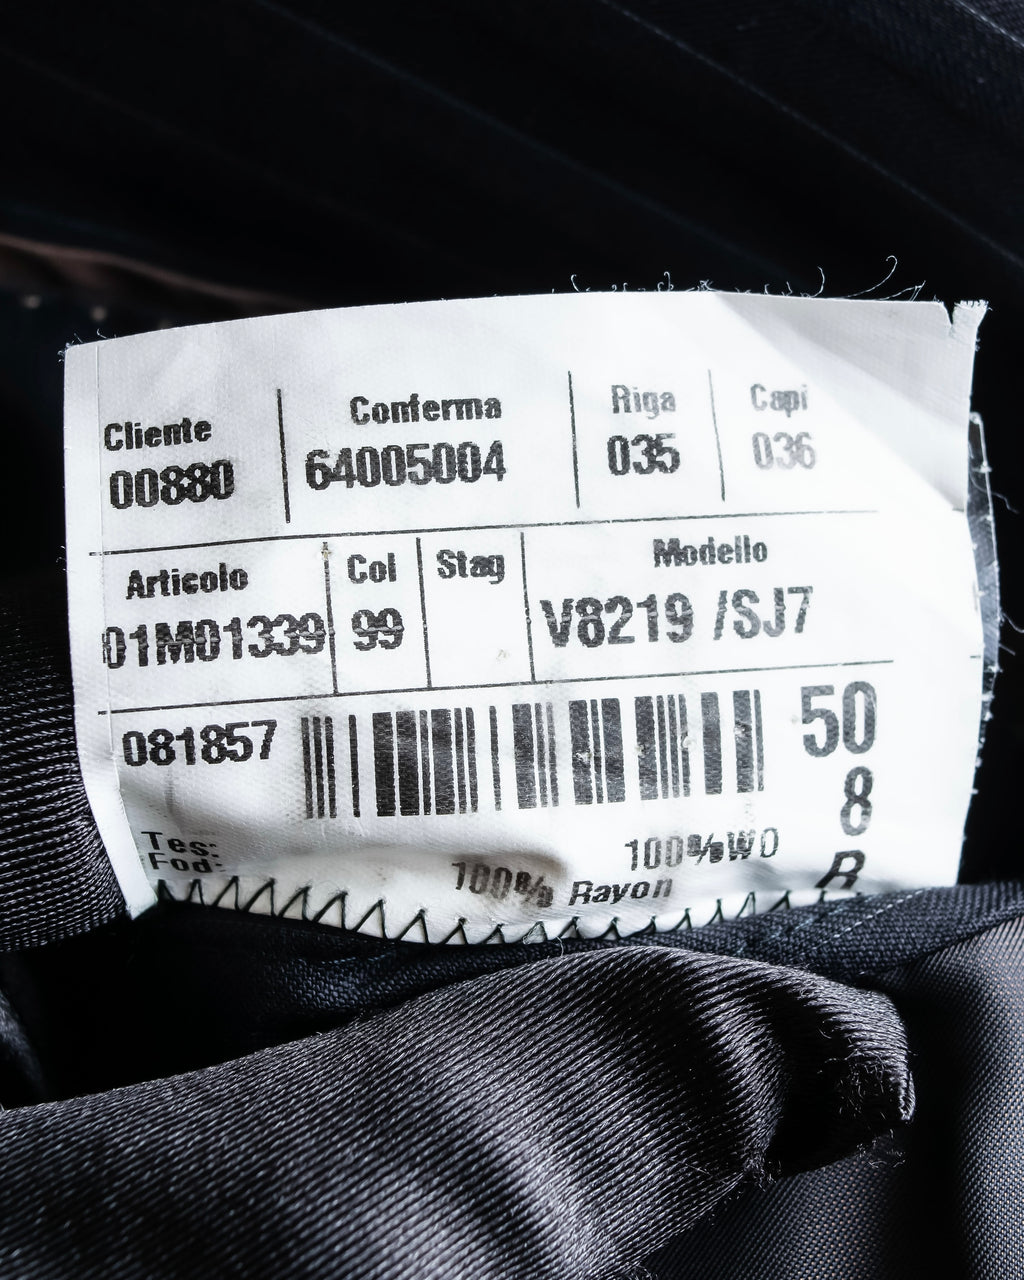 Cliente Conferma Riga Capi
00880 64005004 035 036
Articolo Col Stag Modello
01M01339 99 V8219 /SJ7
081857 50
8
Tes: 100%WO
Fod: 100% Rayon R